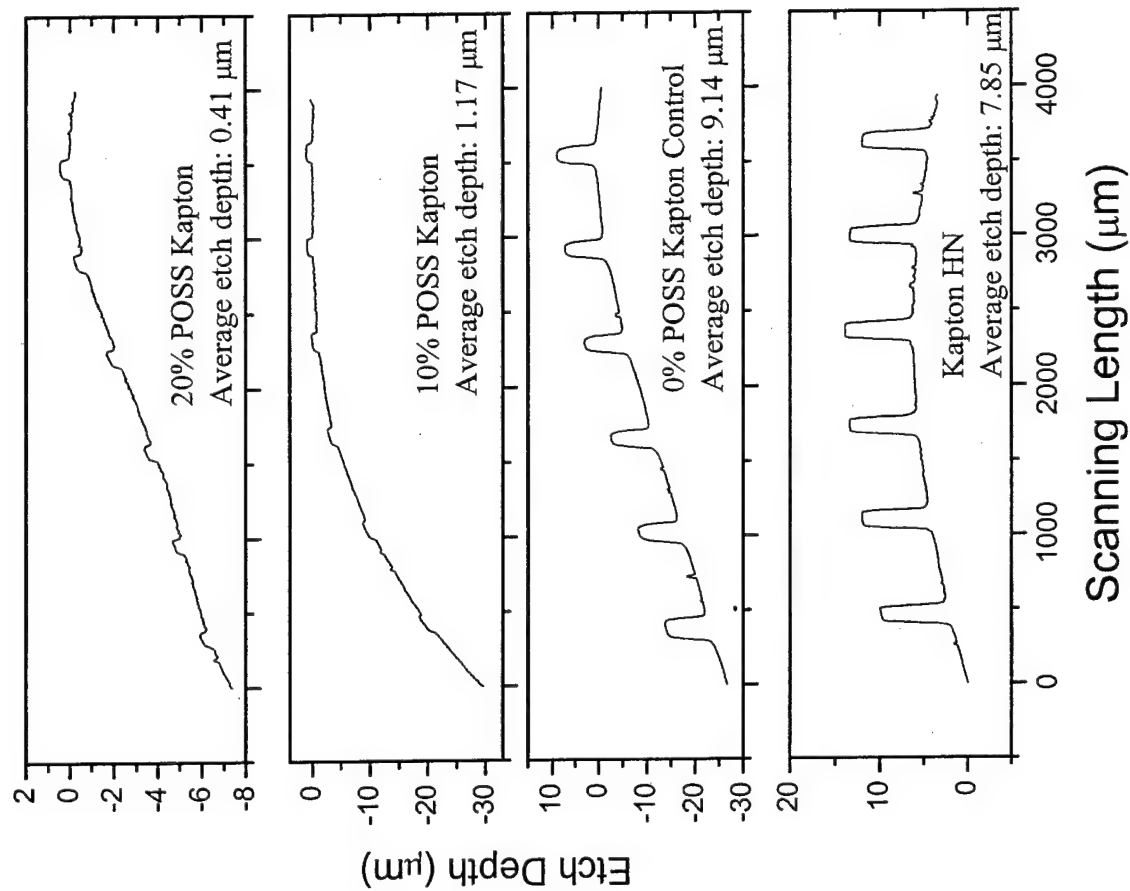 2
0
-2
-4
-6
-8
20% POSS Kapton
Average etch depth: 0.41 μm
0
-10
-20
-30
10% POSS Kapton
Average etch depth: 1.17 μm
10
0
-10
-20
-30
0% POSS Kapton Control
Average etch depth: 9.14 μm
20
10
0
Kapton HN
Average etch depth: 7.85 μm
0
1000
2000
3000
4000
Etch Depth (μm)
Scanning Length (μm)